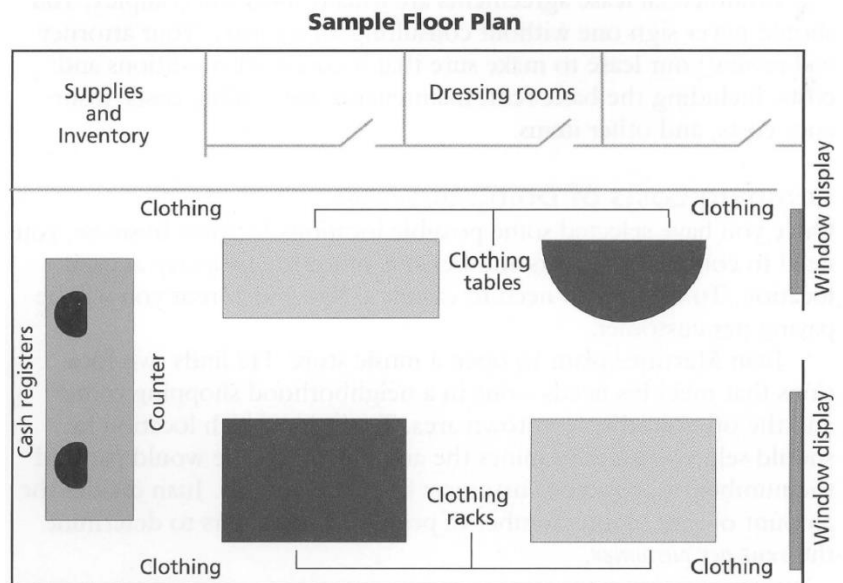 Sample Floor Plan
Supplies
and
Inventory
Dressing rooms
Window display
Clothing
Clothing
Clothing
tables
Cash registers
Counter
Clothing
racks
Window display
Clothing
Clothing